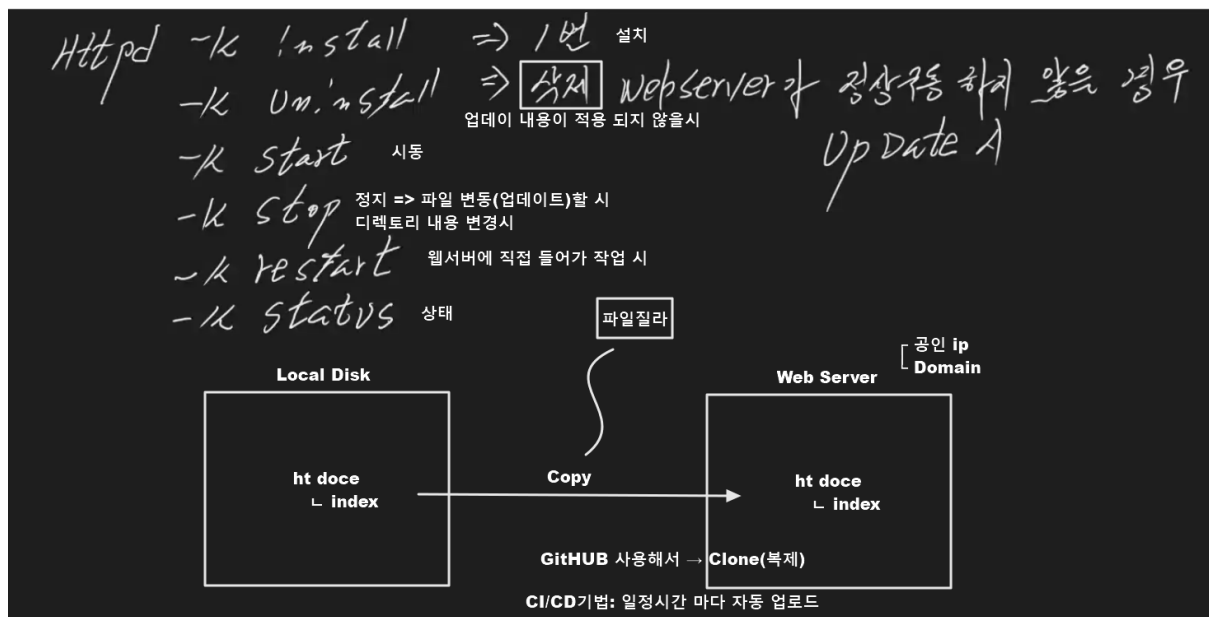 Httpd -k install => 1번 설치
-k Uninstall => 삭제 Webserver가 정상구동 하지 않을 경우
업데이 내용이 적용 되지 않을시
UpDate 시
-k start 시동
-k stop 정지 => 파일 변동(업데이트)할 시
디렉토리 내용 변경시
-k restart 웹서버에 직접 들어가 작업 시
-k status 상태
파일질라
공인 ip
Domain
Local Disk
Web Server
ht doce
ㄴ index
Copy
ht doce
ㄴ index
GitHUB 사용해서 → Clone(복제)
CI/CD기법: 일정시간 마다 자동 업로드